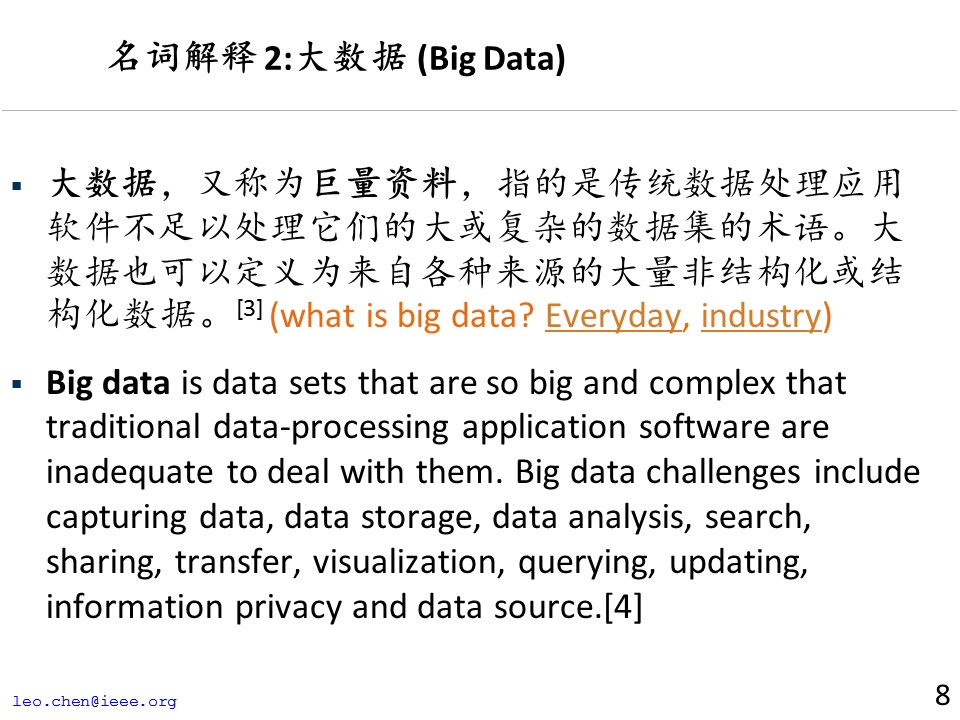 名词解释 2:大数据 (Big Data)
▪ 大数据，又称为巨量资料，指的是传统数据处理应用
软件不足以处理它们的大或复杂的数据集的术语。大
数据也可以定义为来自各种来源的大量非结构化或结
构化数据。[3] (what is big data? Everyday, industry)
▪ Big data is data sets that are so big and complex that
traditional data-processing application software are
inadequate to deal with them. Big data challenges include
capturing data, data storage, data analysis, search,
sharing, transfer, visualization, querying, updating,
information privacy and data source.[4]
leo.chen@ieee.org
8